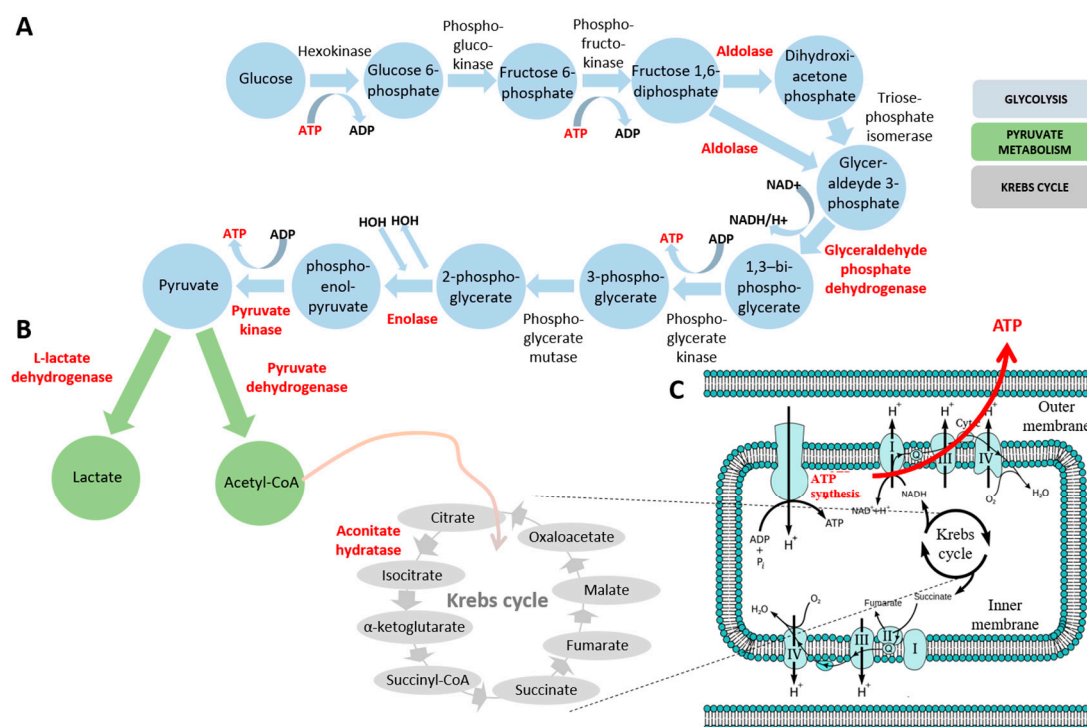 A
Hexokinase
Phospho-
gluco-
kinase
Phospho-
fructo-
kinase
Aldolase
Glucose
Glucose 6-
phosphate
Fructose 6-
phosphate
Fructose 1,6-
diphosphate
Dihydroxi-
acetone
phosphate
ATP
ADP
ATP
ADP
Aldolase
Triose-
phosphate
isomerase
GLYCOLYSIS
PYRUVATE
METABOLISM
KREBS CYCLE
Glycer-
aldeyde 3-
phosphate
NAD+
NADH/H+
Glyceraldehyde
phosphate
dehydrogenase
ATP
ADP
HOH
HOH
ATP
ADP
Pyruvate
phospho-
enol-
pyruvate
2-phospho-
glycerate
3-phospho-
glycerate
1,3–bi-
phospho-
glycerate
Pyruvate
kinase
Enolase
Phospho-
glycerate
mutase
Phospho-
glycerate
kinase
B
L-lactate
dehydrogenase
Pyruvate
dehydrogenase
Lactate
Acetyl-CoA
Aconitate
hydratase
Citrate
Oxaloacetate
Isocitrate
Malate
Krebs cycle
α-ketoglutarate
Fumarate
Succinyl-CoA
Succinate
C
ATP
Outer
membrane
H+
H+
H+
H+
I
Q
III
IV
ATP
synthesis
NADH
NAD+ +H+
O2
H2O
ADP
+
Pi
ATP
H+
Krebs
cycle
H2O
O2
Fumarate
Succinate
Inner
membrane
IV
III
II
Q
I
H+
H+